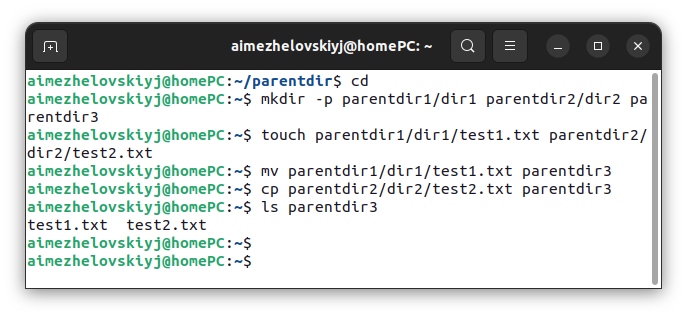 aimezhelovskiyj@homePC: ~
aimezhelovskiyj@homePC:~/parentdir$ cd
aimezhelovskiyj@homePC:~$ mkdir -p parentdir1/dir1 parentdir2/dir2 pa
rentdir3
aimezhelovskiyj@homePC:~$ touch parentdir1/dir1/test1.txt parentdir2/
dir2/test2.txt
aimezhelovskiyj@homePC:~$ mv parentdir1/dir1/test1.txt parentdir3
aimezhelovskiyj@homePC:~$ cp parentdir2/dir2/test2.txt parentdir3
aimezhelovskiyj@homePC:~$ ls parentdir3
test1.txt  test2.txt
aimezhelovskiyj@homePC:~$
aimezhelovskiyj@homePC:~$